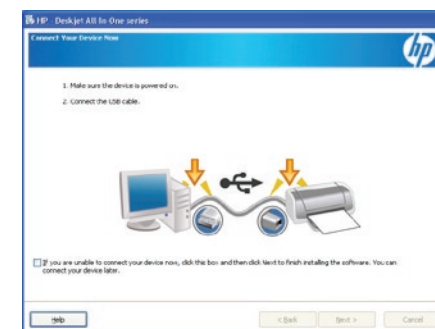 HP Deskjet All In One series
Connect Your Device Now
hp
1. Make sure the device is powered on.
2. Connect the USB cable.
If you are unable to connect your device now, click this box and then click Next to finish installing the software. You can
connect your device later.
Help
< Back
Next >
Cancel